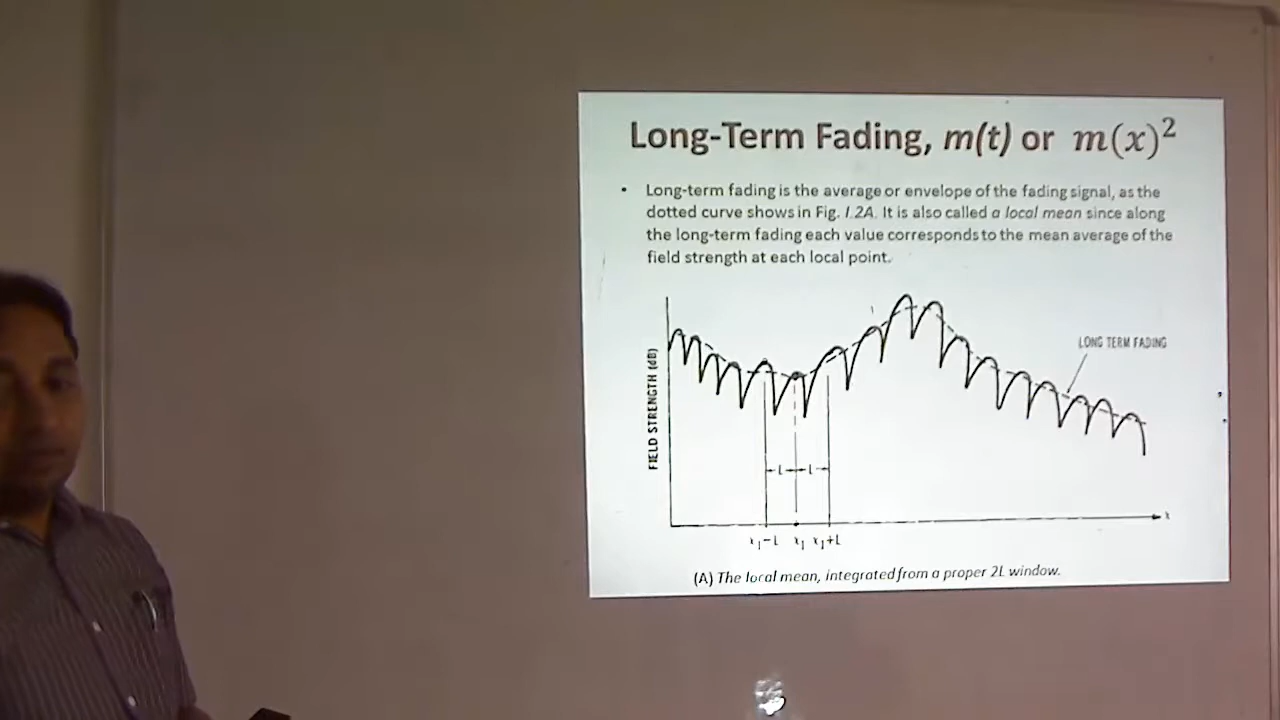 Long-Term Fading, m(t) or m(x)²
• Long-term fading is the average or envelope of the fading signal, as the
dotted curve shows in Fig. I.2A. It is also called a local mean since along
the long-term fading each value corresponds to the mean average of the
field strength at each local point.
LONG TERM FADING
FIELD STRENGTH (dB)
L L
x₁-L x₁ x₁+L
x
(A) The local mean, integrated from a proper 2L window.